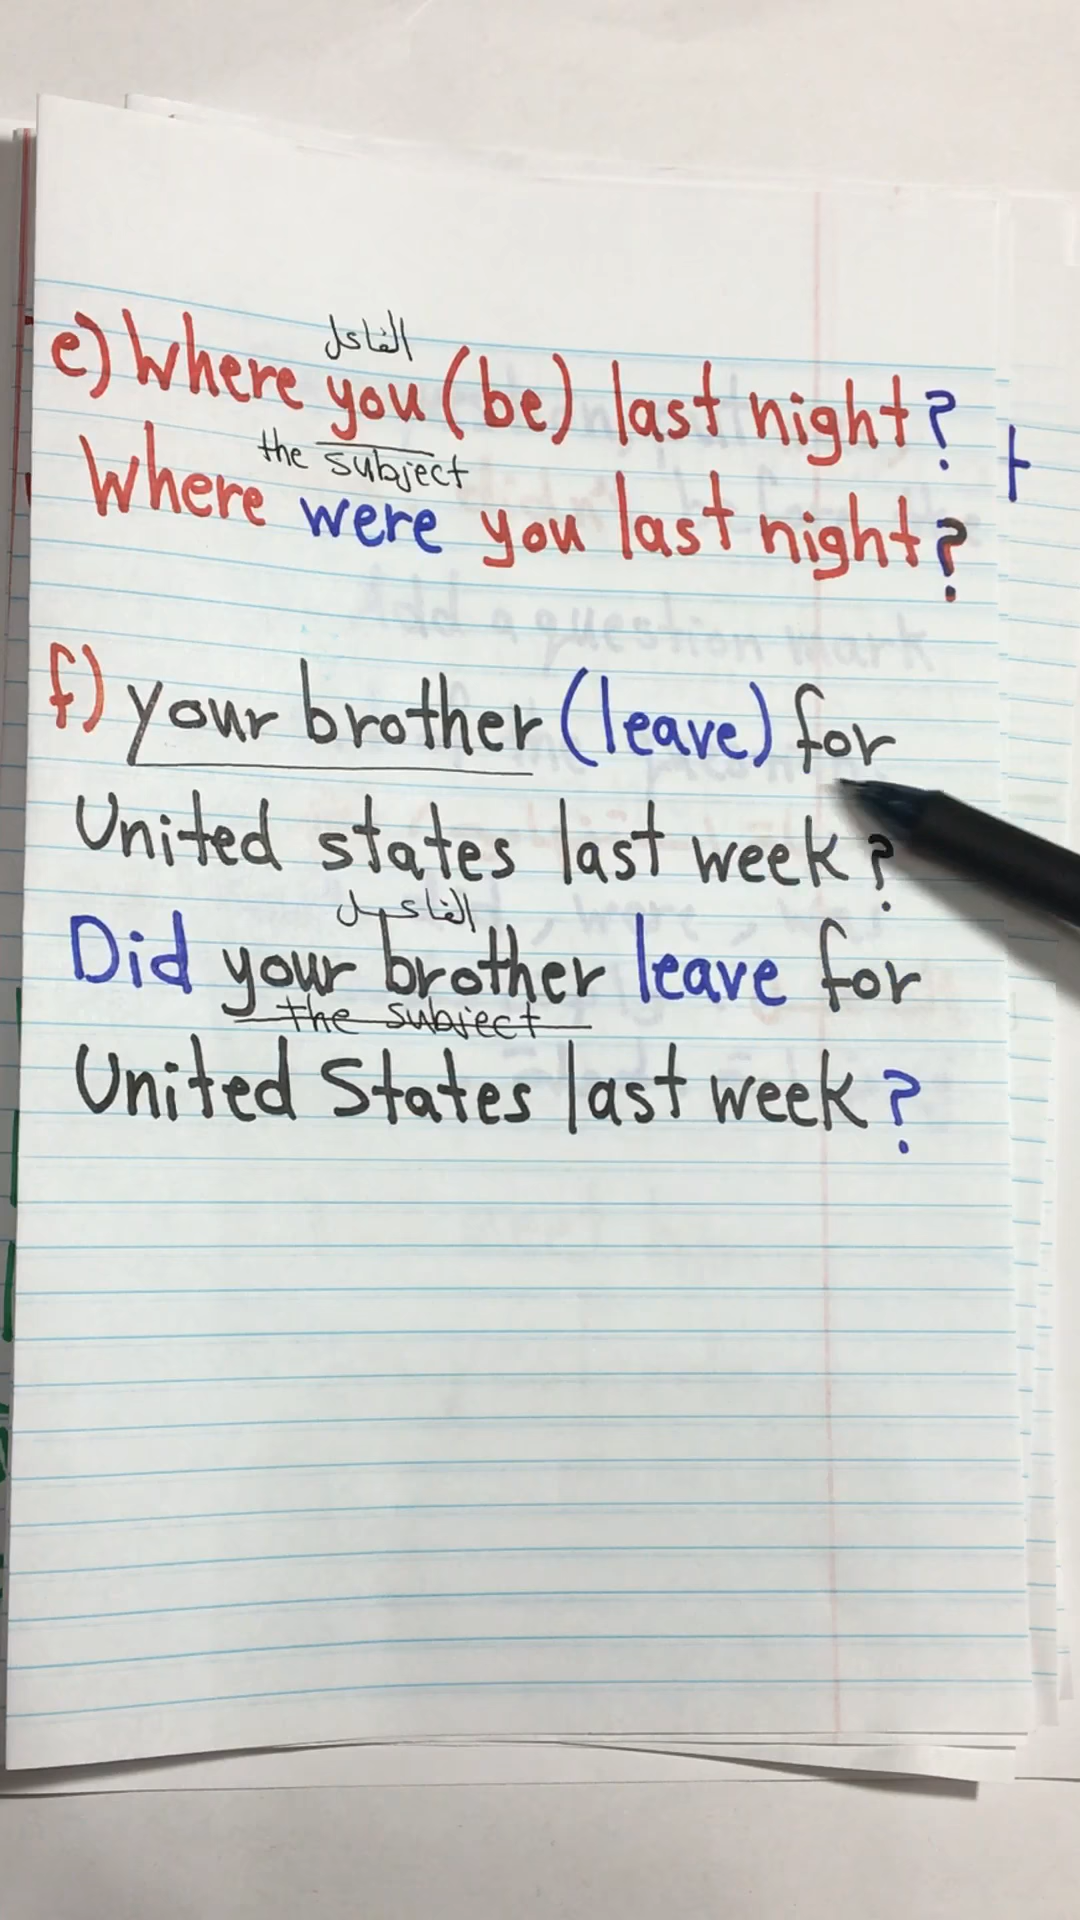 الفاعل
e) Where you (be) last night?
the subject
Where were you last night?
f) your brother (leave) for
United states last week?
الفاعل
Did your brother leave for
the subject
United States last week?